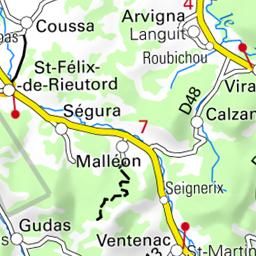 4
Arvigna
Coussa
Languit
Roubichou
St-Félix-
de-Rieutord
Vira
D48
Ségura
7
Calzan
Malléon
Seignerix
Gudas
Ventenac
3
St-Martin